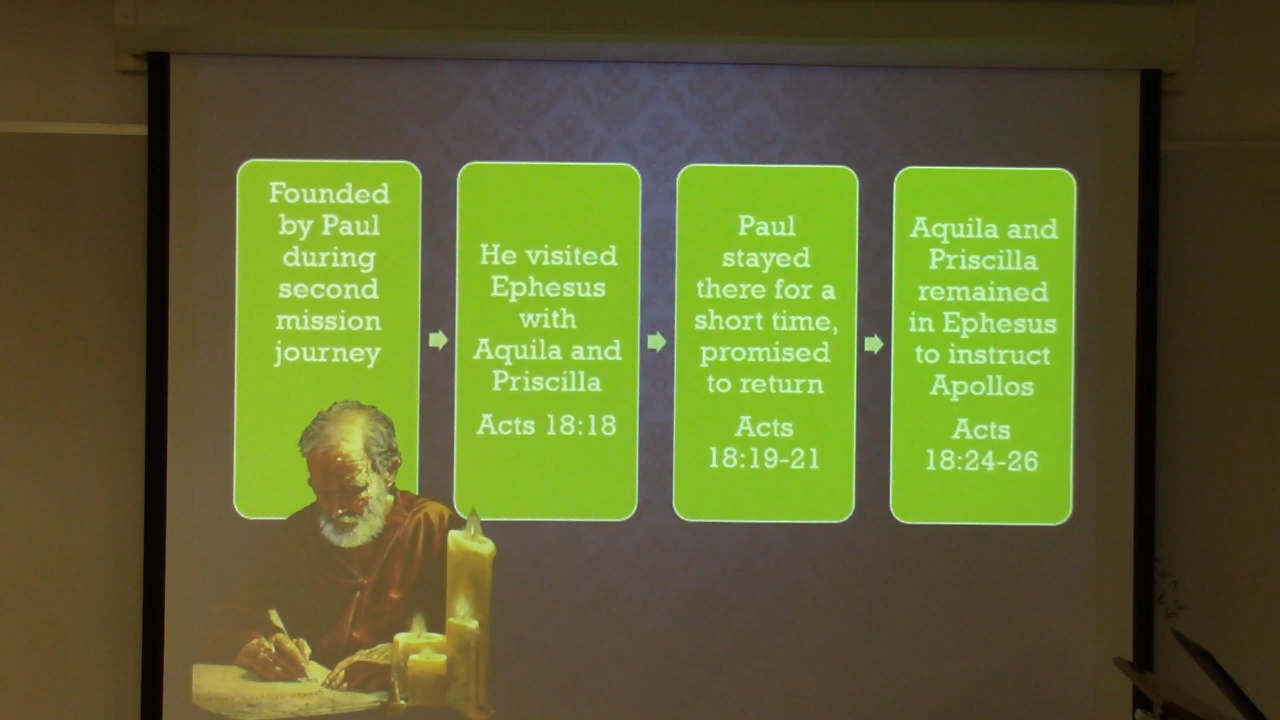 Founded
by Paul
during
second
mission
journey
He visited
Ephesus
with
Aquila and
Priscilla
Acts 18:18
Paul
stayed
there for a
short time,
promised
to return
Acts
18:19-21
Aquila and
Priscilla
remained
in Ephesus
to instruct
Apollos
Acts
18:24-26